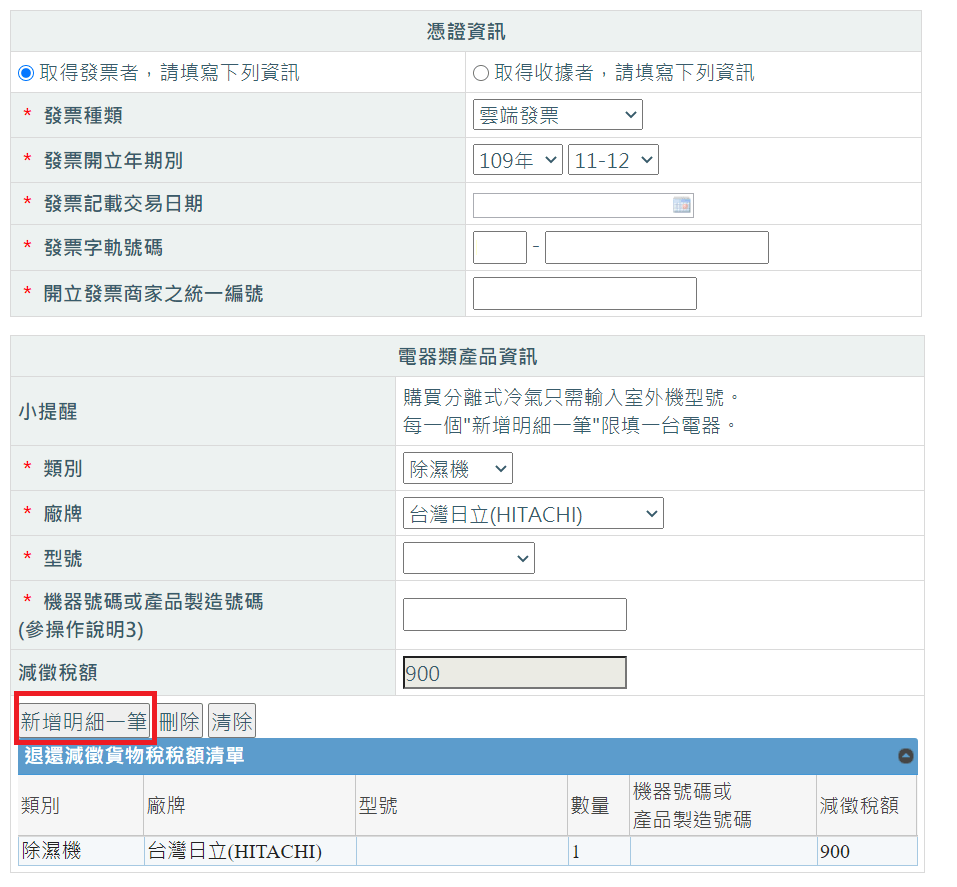 憑證資訊
取得發票者，請填寫下列資訊 取得收據者，請填寫下列資訊
* 發票種類 雲端發票
* 發票開立年期別 109年 11-12
* 發票記載交易日期
* 發票字軌號碼 -
* 開立發票商家之統一編號
電器類產品資訊
小提醒
購買分離式冷氣只需輸入室外機型號。
每一個"新增明細一筆"限填一台電器。
* 類別 除濕機
* 廠牌 台灣日立(HITACHI)
* 型號
* 機器號碼或產品製造號碼
(參操作說明3)
減徵稅額 900
新增明細一筆 刪除 清除
退還減徵貨物稅稅額清單
類別 廠牌 型號 數量 機器號碼或 減徵稅額
產品製造號碼
除濕機 台灣日立(HITACHI) 1 900